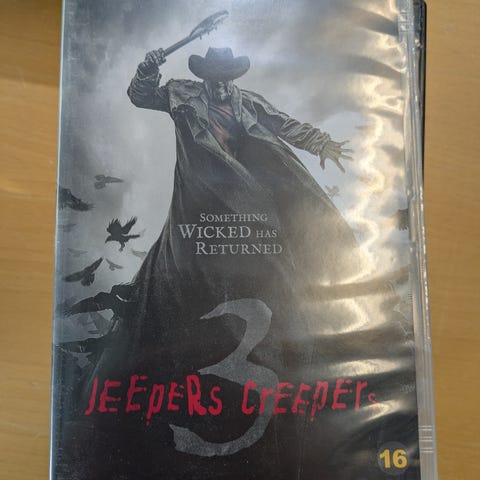 SOMETHING
WICKED HAS
RETURNED
3
JEEPERS CREEPERS
16